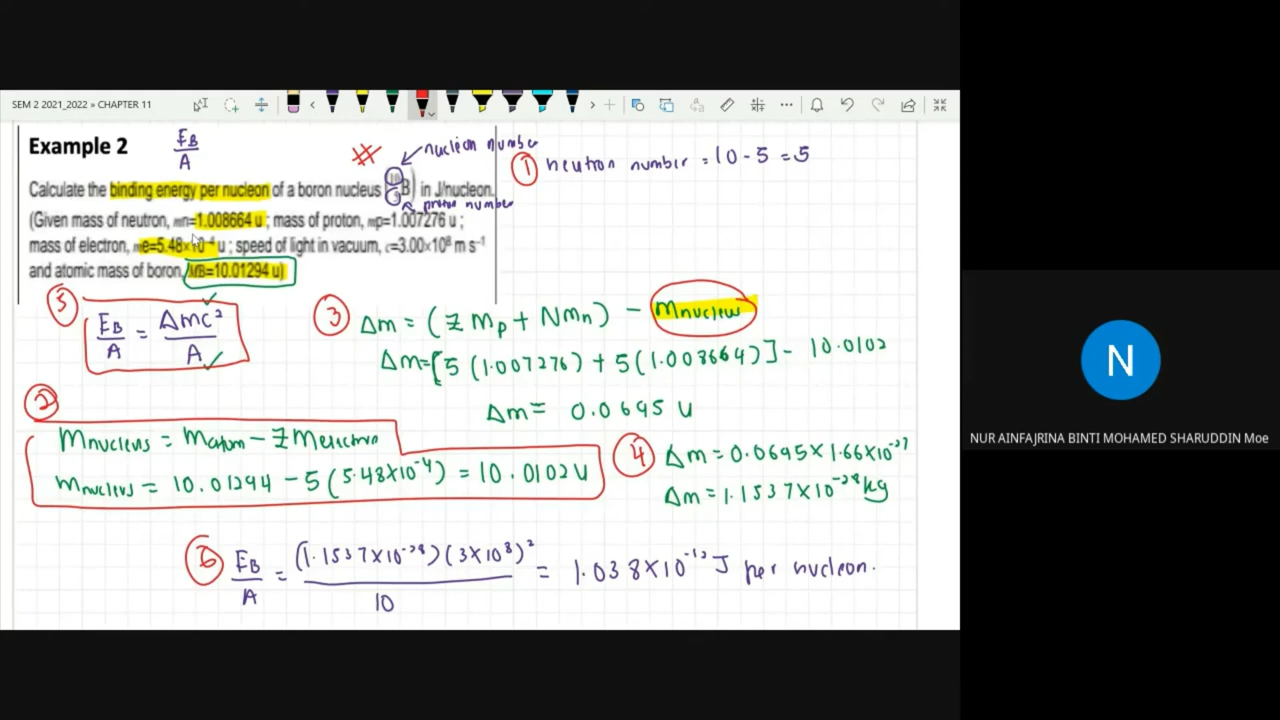 SEM 2 2021_2022 » CHAPTER 11
Example 2
EB/A
nucleon number
Calculate the binding energy per nucleon of a boron nucleus (10 5 B) in J/nucleon.
proton number
(Given mass of neutron, mn=1.008664 u ; mass of proton, mp=1.007276 u ;
mass of electron, me=5.48×10⁻⁴ u ; speed of light in vacuum, c=3.00×10⁸ m s⁻¹
and atomic mass of boron, MB=10.01294 u)
① neutron number = 10 - 5 = 5
⑤ EB/A = Δmc²/A
③ Δm = (Z mp + N mn) - Mnucleus
Δm= [5 (1.007276) + 5 (1.008664)] - 10.0102
Δm = 0.0695 u
②
Mnucleus = Matom - Z Melectron
Mnucleus = 10.01294 - 5 (5.48×10⁻⁴) = 10.0102 u
④ Δm = 0.0695 × 1.66×10⁻²⁷
Δm = 1.1537×10⁻²⁸ kg
⑥ EB/A = (1.1537×10⁻²⁸) (3×10⁸)² / 10 = 1.038×10⁻¹² J per nucleon.
N
NUR AINFAJRINA BINTI MOHAMED SHARUDDIN Moe